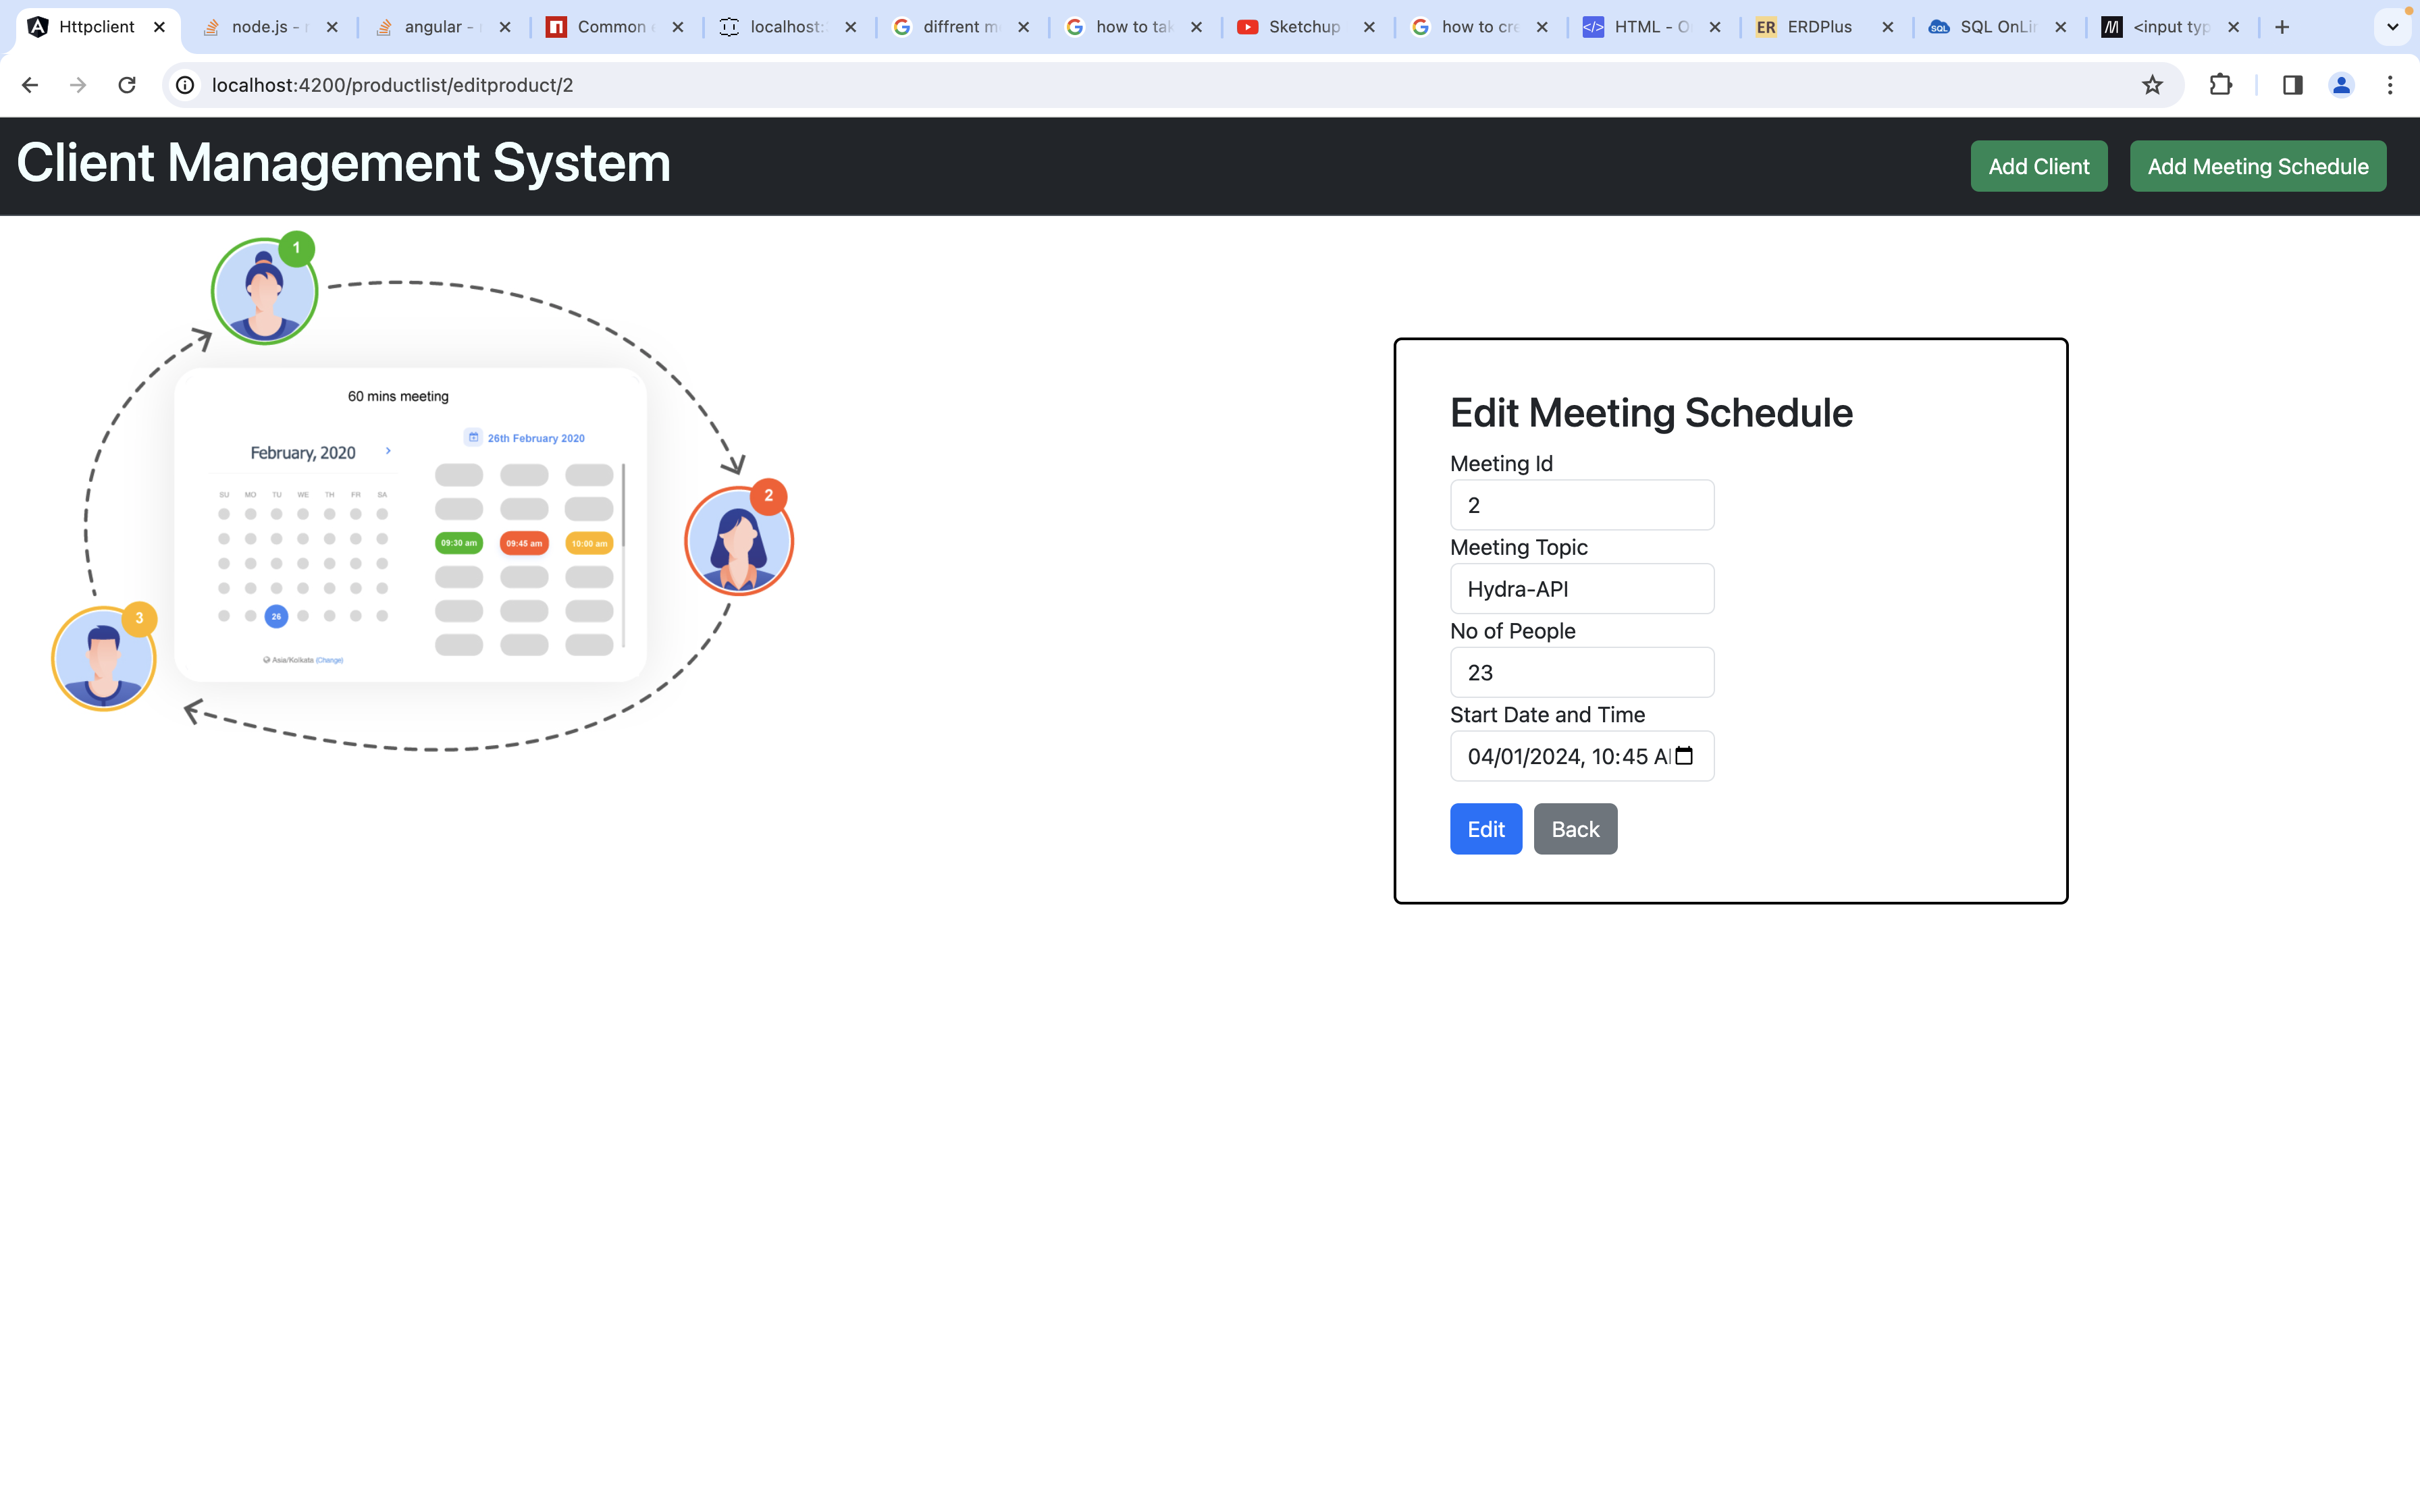 Httpclient
node.js -
angular -
Common
localhost:
diffrent m
how to tak
Sketchup
how to cre
HTML - O
ER ERDPlus
SQL SQL OnLin
<input typ
localhost:4200/productlist/editproduct/2
Client Management System
Add Client
Add Meeting Schedule
1
60 mins meeting
February, 2020
26th February 2020
SU MO TU WE TH FR SA
09:30 am 09:45 am 10:00 am
26
Asia/Kolkata (Change)
2
3
Edit Meeting Schedule
Meeting Id
2
Meeting Topic
Hydra-API
No of People
23
Start Date and Time
04/01/2024, 10:45 A
Edit
Back